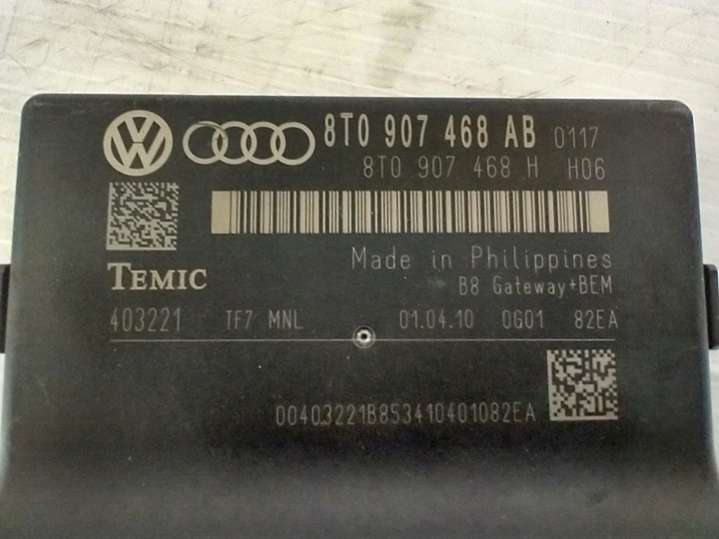 8T0 907 468 AB 0117
8T0 907 468 H H06
TEMIC
Made in Philippines
B8 Gateway+BEM
403221 TF7 MNL 01.04.10 0G01 82EA
00403221B853410401082EA